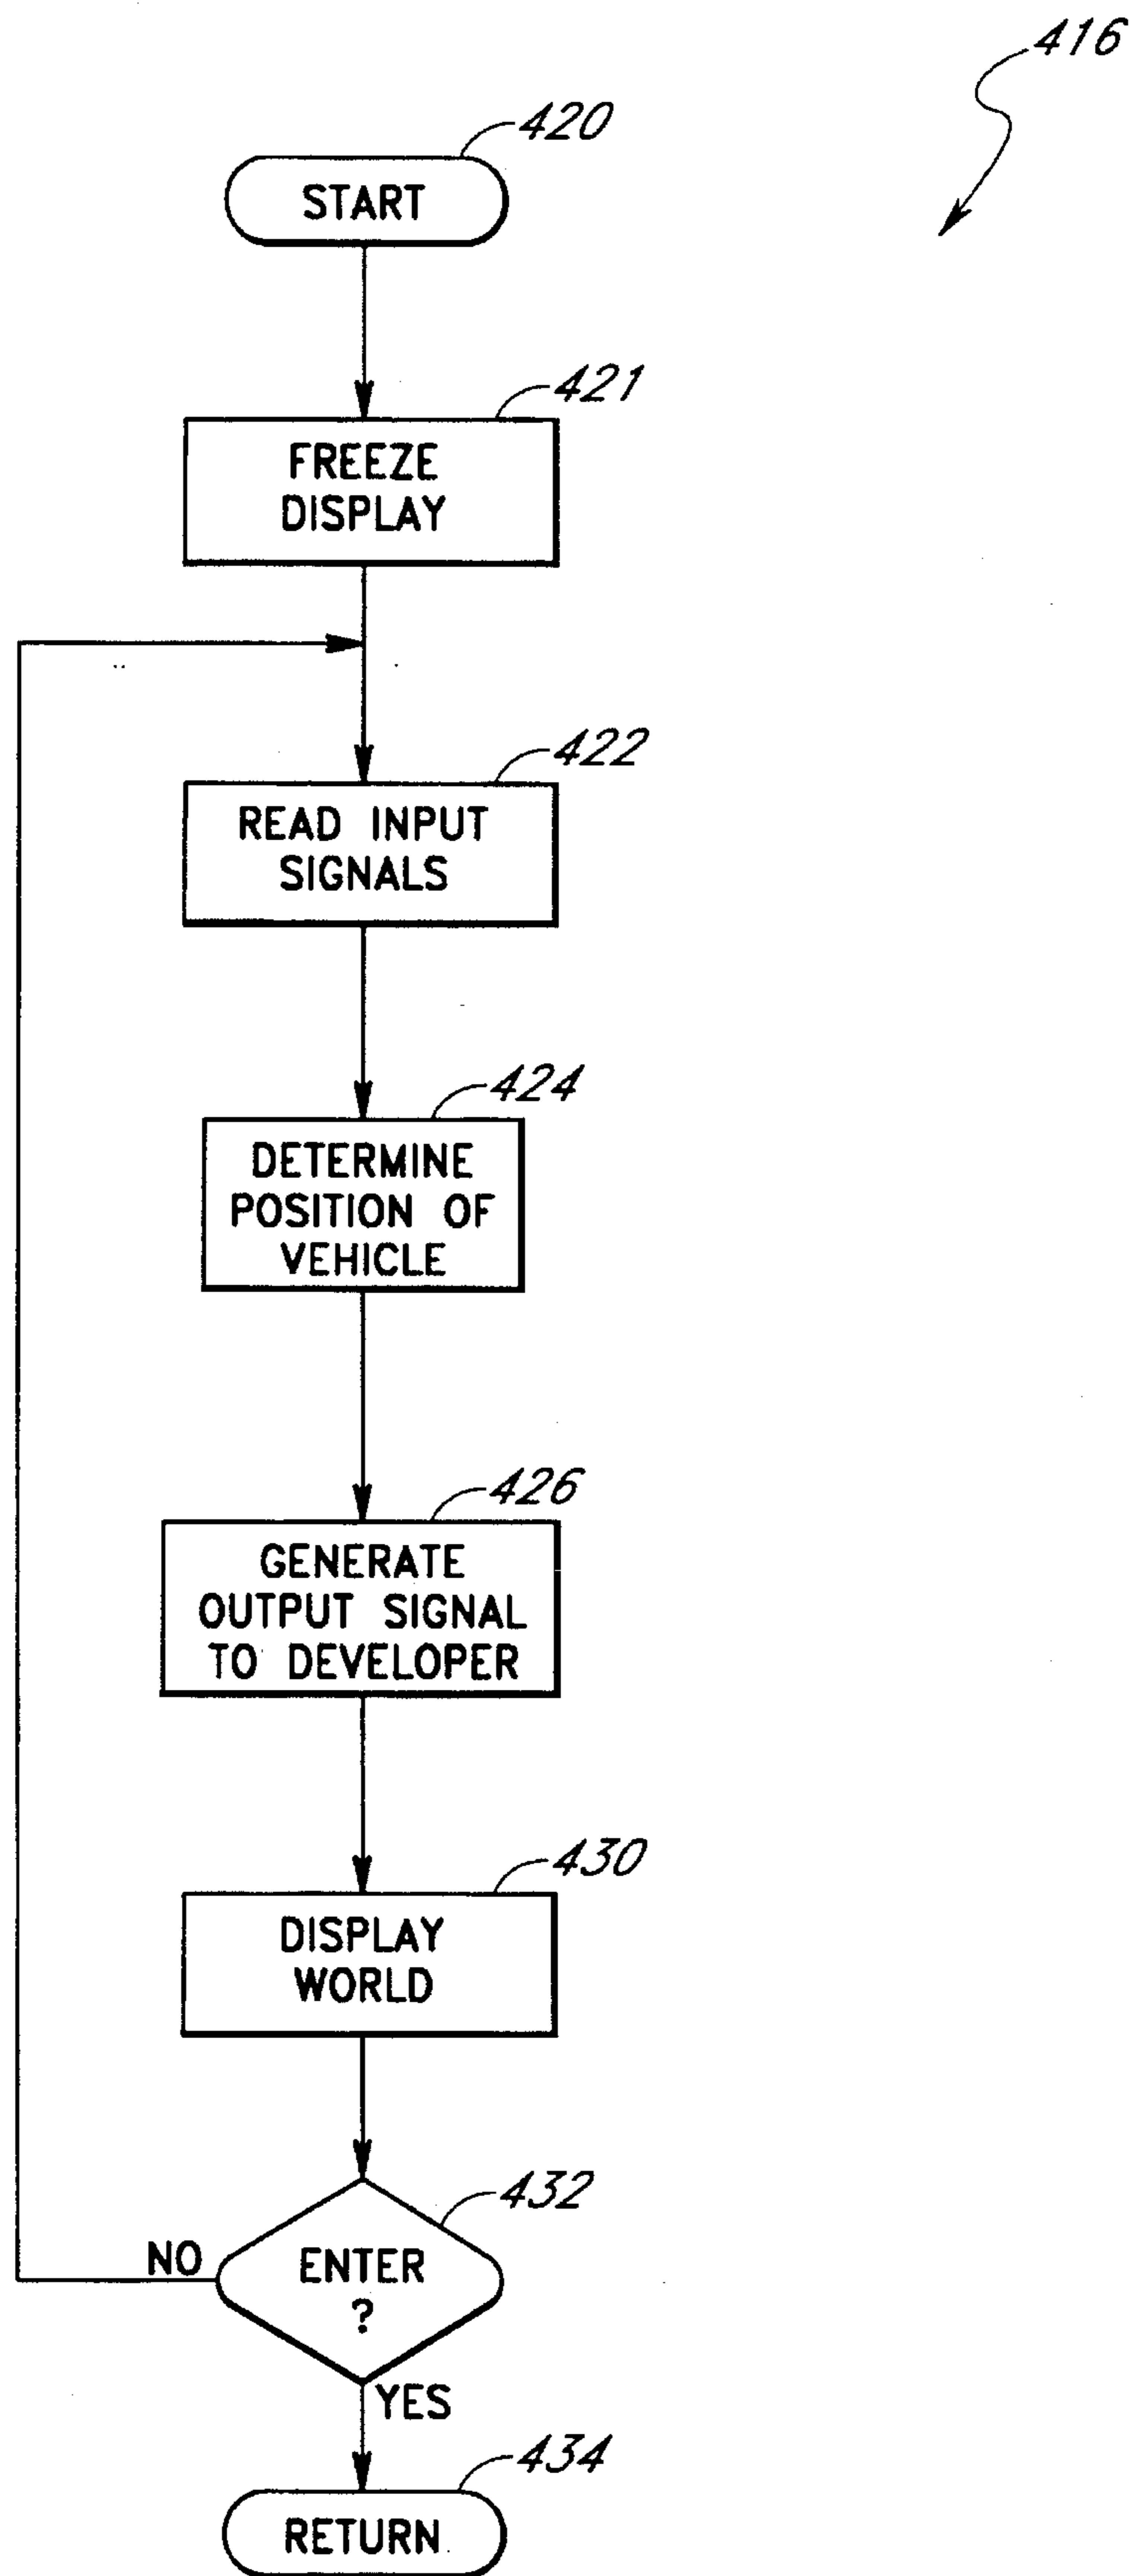 416
420
START
421
FREEZE
DISPLAY
422
READ INPUT
SIGNALS
424
DETERMINE
POSITION OF
VEHICLE
426
GENERATE
OUTPUT SIGNAL
TO DEVELOPER
430
DISPLAY
WORLD
432
NO
ENTER
?
YES
434
RETURN